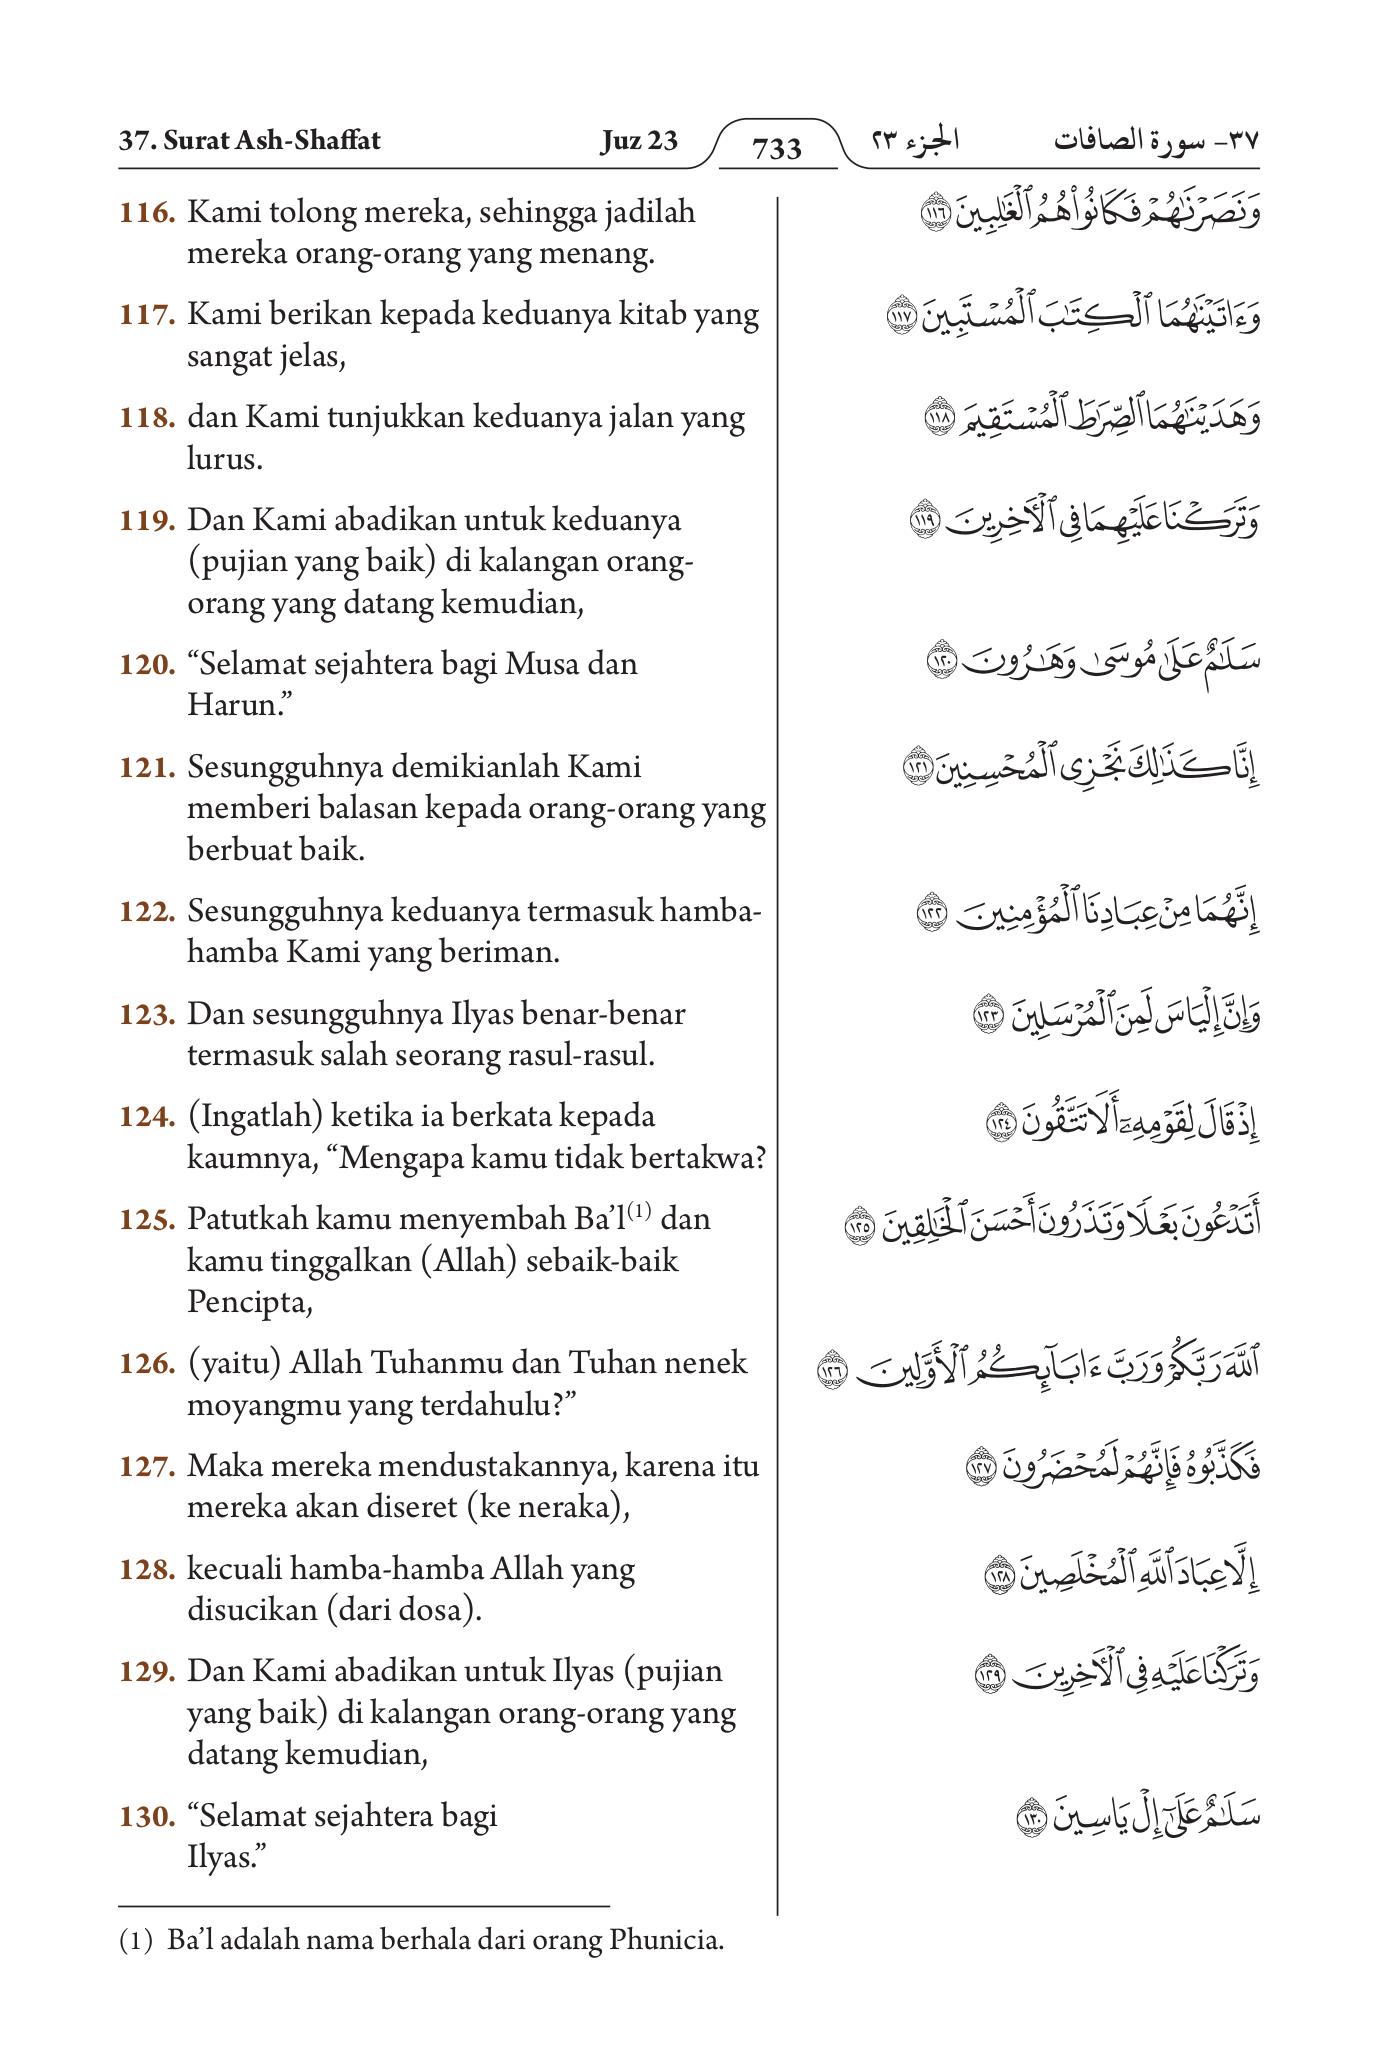 37. Surat Ash-Shaffat Juz 23 733 الجزء ٢٣ ٣٧- سورة الصافات
116. Kami tolong mereka, sehingga jadilah
mereka orang-orang yang menang.
117. Kami berikan kepada keduanya kitab yang
sangat jelas,
118. dan Kami tunjukkan keduanya jalan yang
lurus.
119. Dan Kami abadikan untuk keduanya
(pujian yang baik) di kalangan orang-
orang yang datang kemudian,
120. “Selamat sejahtera bagi Musa dan
Harun.”
121. Sesungguhnya demikianlah Kami
memberi balasan kepada orang-orang yang
berbuat baik.
122. Sesungguhnya keduanya termasuk hamba-
hamba Kami yang beriman.
123. Dan sesungguhnya Ilyas benar-benar
termasuk salah seorang rasul-rasul.
124. (Ingatlah) ketika ia berkata kepada
kaumnya, “Mengapa kamu tidak bertakwa?
125. Patutkah kamu menyembah Ba’l(1) dan
kamu tinggalkan (Allah) sebaik-baik
Pencipta,
126. (yaitu) Allah Tuhanmu dan Tuhan nenek
moyangmu yang terdahulu?”
127. Maka mereka mendustakannya, karena itu
mereka akan diseret (ke neraka),
128. kecuali hamba-hamba Allah yang
disucikan (dari dosa).
129. Dan Kami abadikan untuk Ilyas (pujian
yang baik) di kalangan orang-orang yang
datang kemudian,
130. “Selamat sejahtera bagi
Ilyas.”
وَنَصَرْنَٰهُمْ فَكَانُوا۟ هُمُ ٱلْغَٰلِبِينَ ١١٦
وَءَاتَيْنَٰهُمَا ٱلْكِتَٰبَ ٱلْمُسْتَبِينَ ١١٧
وَهَدَيْنَٰهُمَا ٱلصِّرَٰطَ ٱلْمُسْتَقِيمَ ١١٨
وَتَرَكْنَا عَلَيْهِمَا فِى ٱلْأَخِرِينَ ١١٩
سَلَٰمٌ عَلَىٰ مُوسَىٰ وَهَٰرُونَ ١٢٠
إِنَّا كَذَٰلِكَ نَجْزِى ٱلْمُحْسِنِينَ ١٢١
إِنَّهُمَا مِنْ عِبَادِنَا ٱلْمُؤْمِنِينَ ١٢٢
وَإِنَّ إِلْيَاسَ لَمِنَ ٱلْمُرْسَلِينَ ١٢٣
إِذْ قَالَ لِقَوْمِهِۦٓ أَلَا تَتَّقُونَ ١٢٤
أَتَدْعُونَ بَعْلًا وَتَذَرُونَ أَحْسَنَ ٱلْخَٰلِقِينَ ١٢٥
ٱللَّهَ رَبَّكُمْ وَرَبَّ ءَابَآئِكُمُ ٱلْأَوَّلِينَ ١٢٦
فَكَذَّبُوهُ فَإِنَّهُمْ لَمُحْضَرُونَ ١٢٧
إِلَّا عِبَادَ ٱللَّهِ ٱلْمُخْلَصِينَ ١٢٨
وَتَرَكْنَا عَلَيْهِ فِى ٱلْأَخِرِينَ ١٢٩
سَلَٰمٌ عَلَىٰٓ إِلْ يَاسِينَ ١٣٠
(1) Ba’l adalah nama berhala dari orang Phunicia.